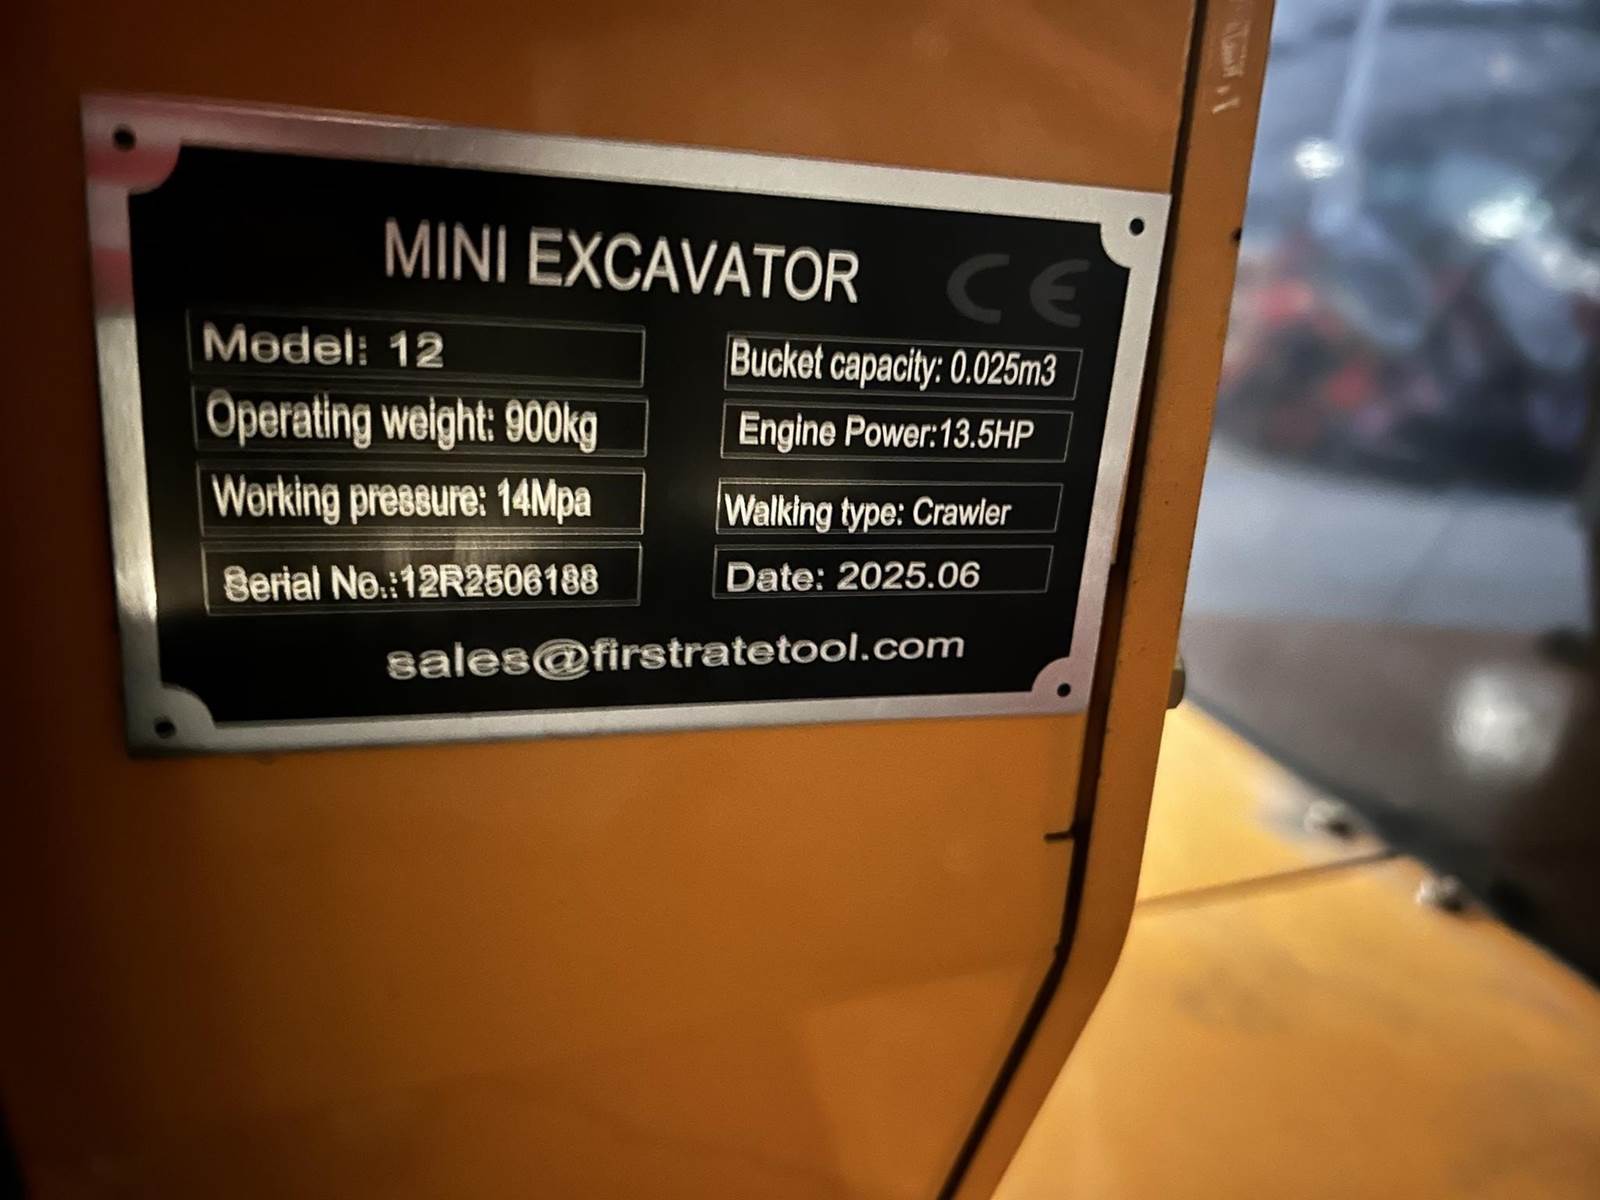 MINI EXCAVATOR
CE
Model: 12
Bucket capacity: 0.025m3
Operating weight: 900kg
Engine Power:13.5HP
Working pressure: 14Mpa
Walking type: Crawler
Serial No.:12R2506188
Date: 2025.06
sales@firstratetool.com